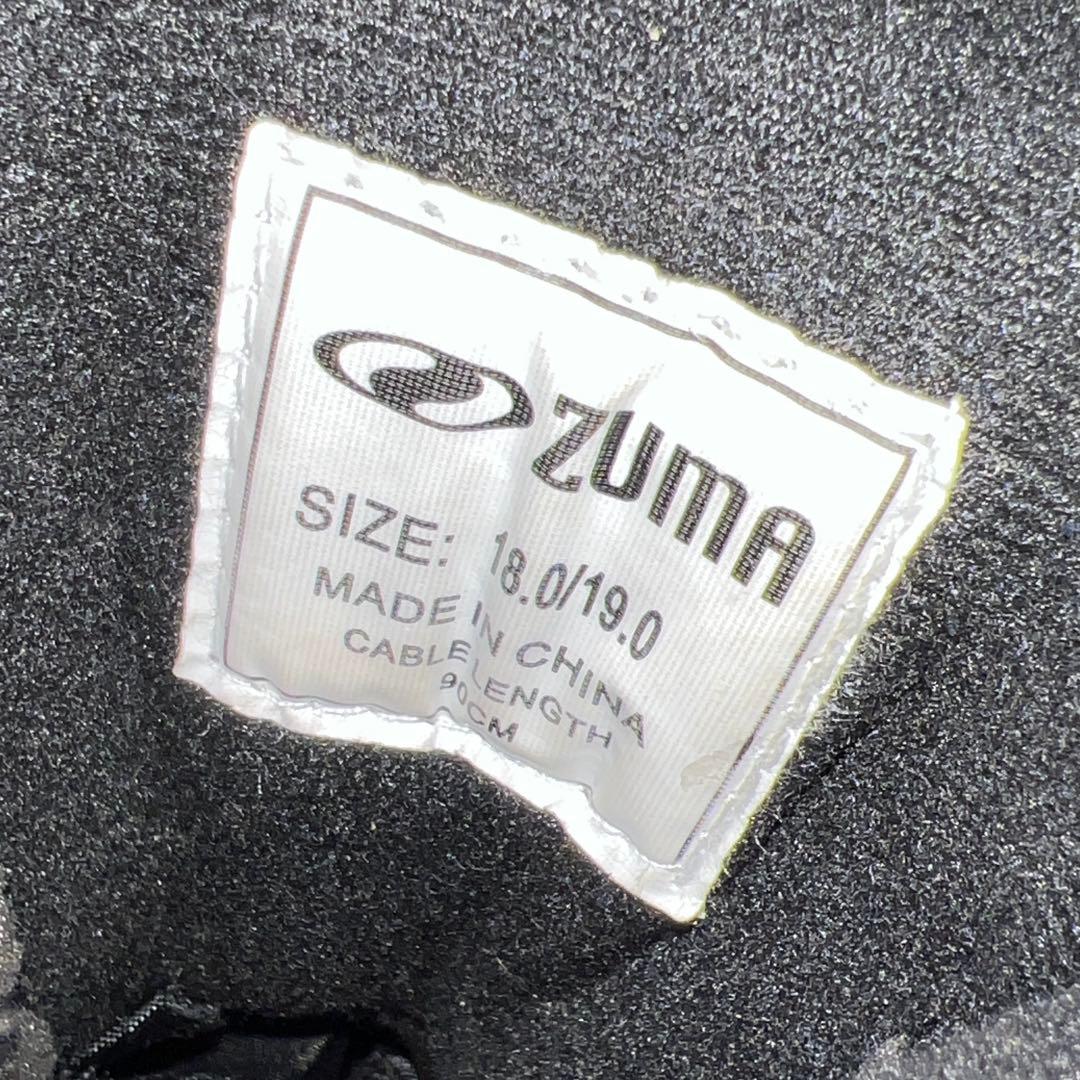 ZUMA
SIZE: 18.0/19.0
MADE IN CHINA
CABLE LENGTH
90CM